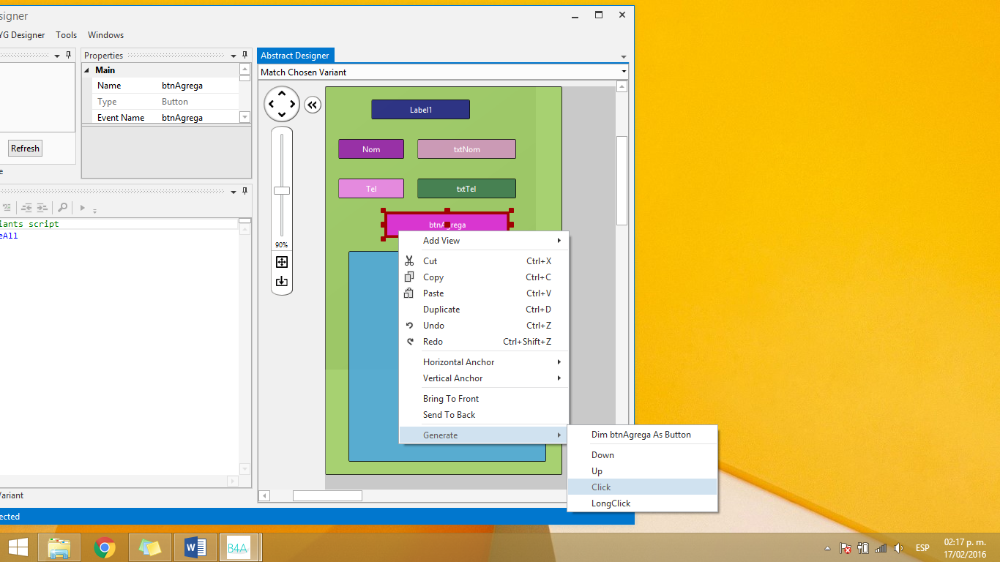 signer
YG Designer Tools Windows
Properties
Main
Name btnAgrega
Type Button
Event Name btnAgrega
Refresh
e
iants script
eAll
Variant
ected
Abstract Designer
Match Chosen Variant
90%
Label1
Nom txtNom
Tel txtTel
btnAgrega
Add View
Cut Ctrl+X
Copy Ctrl+C
Paste Ctrl+V
Duplicate Ctrl+D
Undo Ctrl+Z
Redo Ctrl+Shift+Z
Horizontal Anchor
Vertical Anchor
Bring To Front
Send To Back
Generate
Dim btnAgrega As Button
Down
Up
Click
LongClick
B4A
ESP
02:17 p. m.
17/02/2016